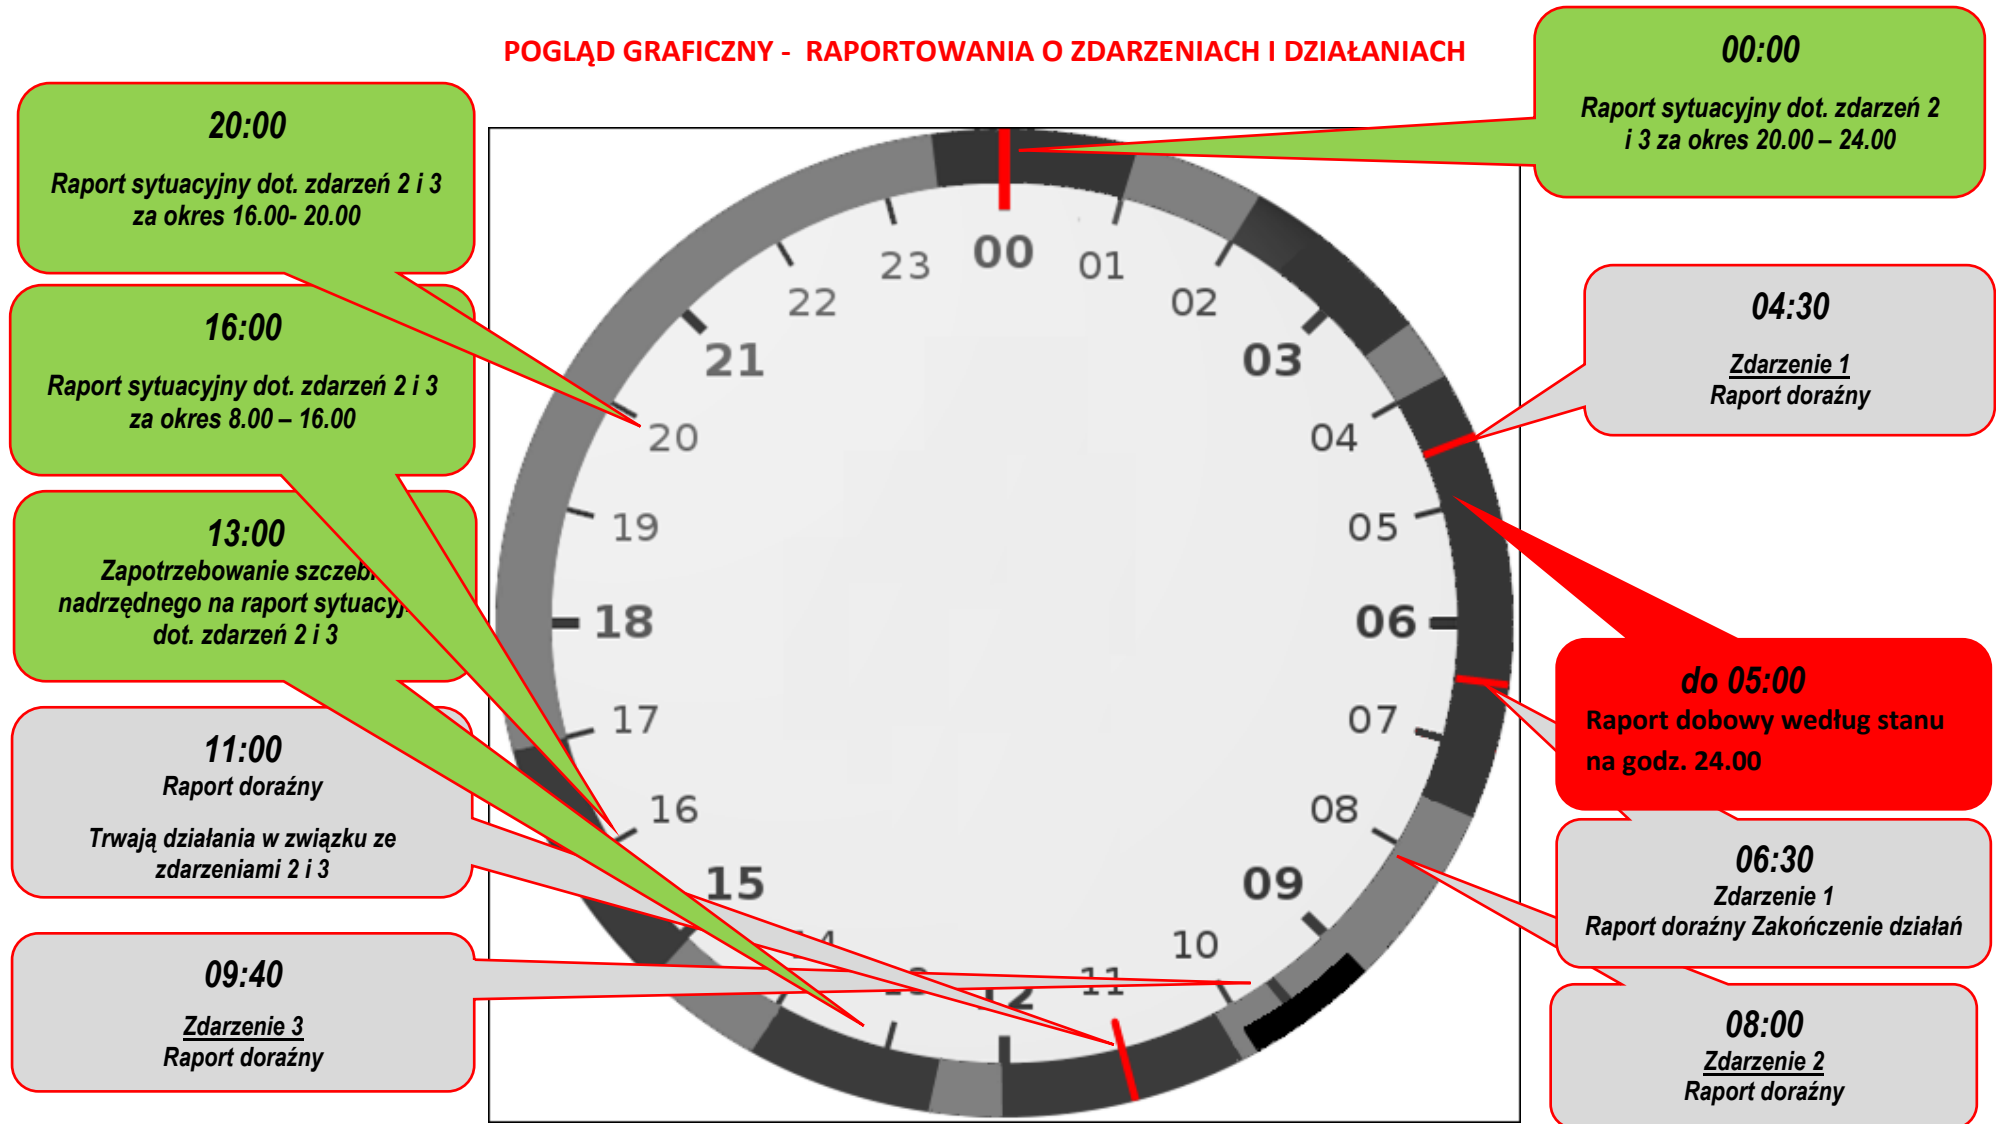 POGLĄD GRAFICZNY - RAPORTOWANIA O ZDARZENIACH I DZIAŁANIACH
00:00
Raport sytuacyjny dot. zdarzeń 2
i 3 za okres 20.00 – 24.00
20:00
Raport sytuacyjny dot. zdarzeń 2 i 3
za okres 16.00- 20.00
16:00
Raport sytuacyjny dot. zdarzeń 2 i 3
za okres 8.00 – 16.00
13:00
Zapotrzebowanie
nadrzędnego na raport
dot. zdarzeń 2 i 3
11:00
Raport doraźny
Trwają działania w związku ze
zdarzeniami 2 i 3
09:40
Zdarzenie 3
Raport doraźny
00
01
02
03
04
05
06
07
08
09
10
11
12
15
16
17
18
19
20
21
22
23
04:30
Zdarzenie 1
Raport doraźny
do 05:00
Raport dobowy według stanu
na godz. 24.00
06:30
Zdarzenie 1
Raport doraźny Zakończenie działań
08:00
Zdarzenie 2
Raport doraźny